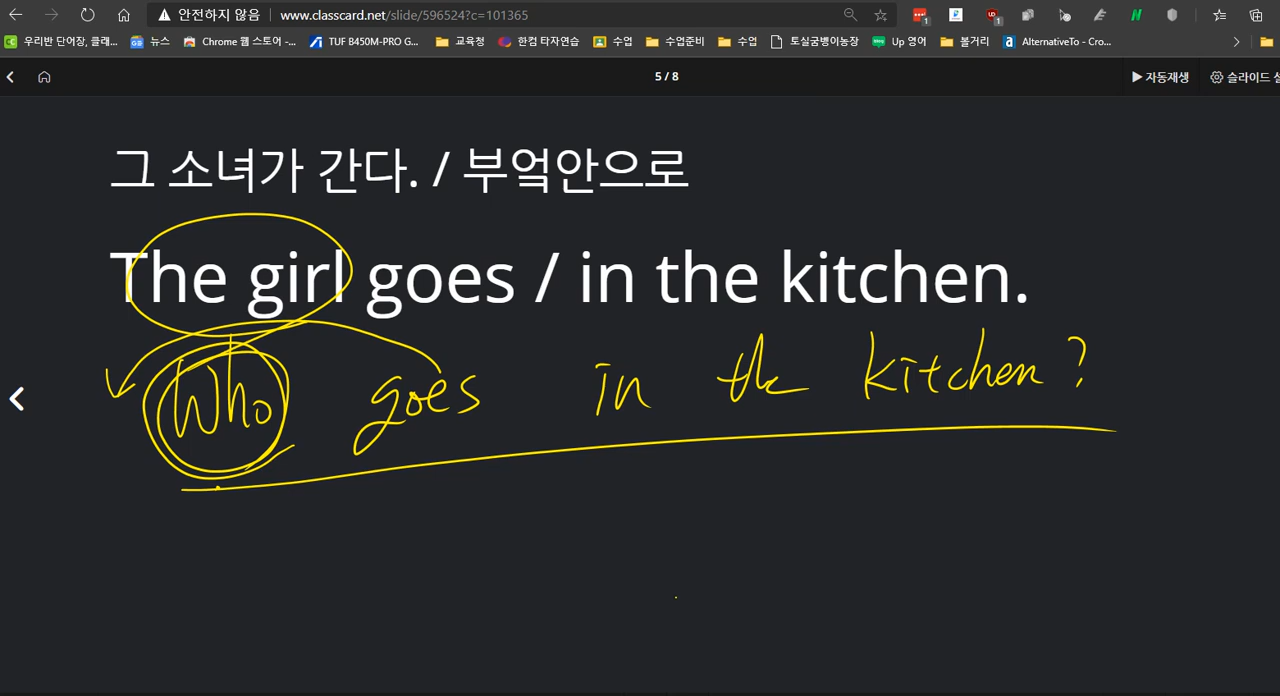 안전하지 않음 www.classcard.net/slide/596524?c=101365
우리반 단어장, 클래... 뉴스 Chrome 웹 스토어 -... TUF B450M-PRO G... 교육청 한컴 타자연습 수업 수업준비 수업 토실굼벵이농장 Up 영어 볼거리 AlternativeTo - Cro...
5 / 8 자동재생 슬라이드 설
그 소녀가 간다. / 부엌안으로
The girl goes / in the kitchen.
Who goes in the kitchen?